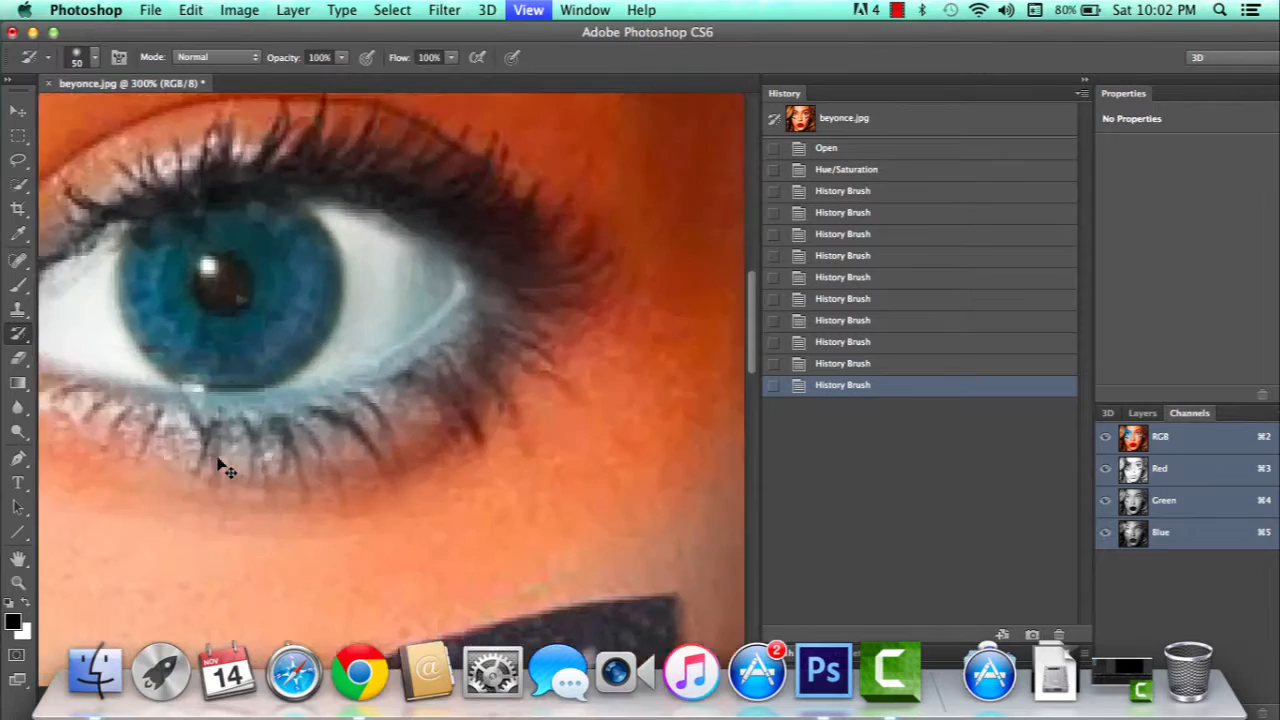 Photoshop File Edit Image Layer Type Select Filter 3D View Window Help 4 80% Sat 10:02 PM
Adobe Photoshop CS6
50 Mode: Normal Opacity: 100% Flow: 100% 3D
beyonce.jpg @ 300% (RGB/8) *
History
Properties
beyonce.jpg
No Properties
Open
Hue/Saturation
History Brush
History Brush
History Brush
History Brush
History Brush
History Brush
History Brush
History Brush
History Brush
History Brush
3D Layers Channels
RGB ⌘2
Red ⌘3
Green ⌘4
Blue ⌘5
NOV
14
@
2
Ps
C
C